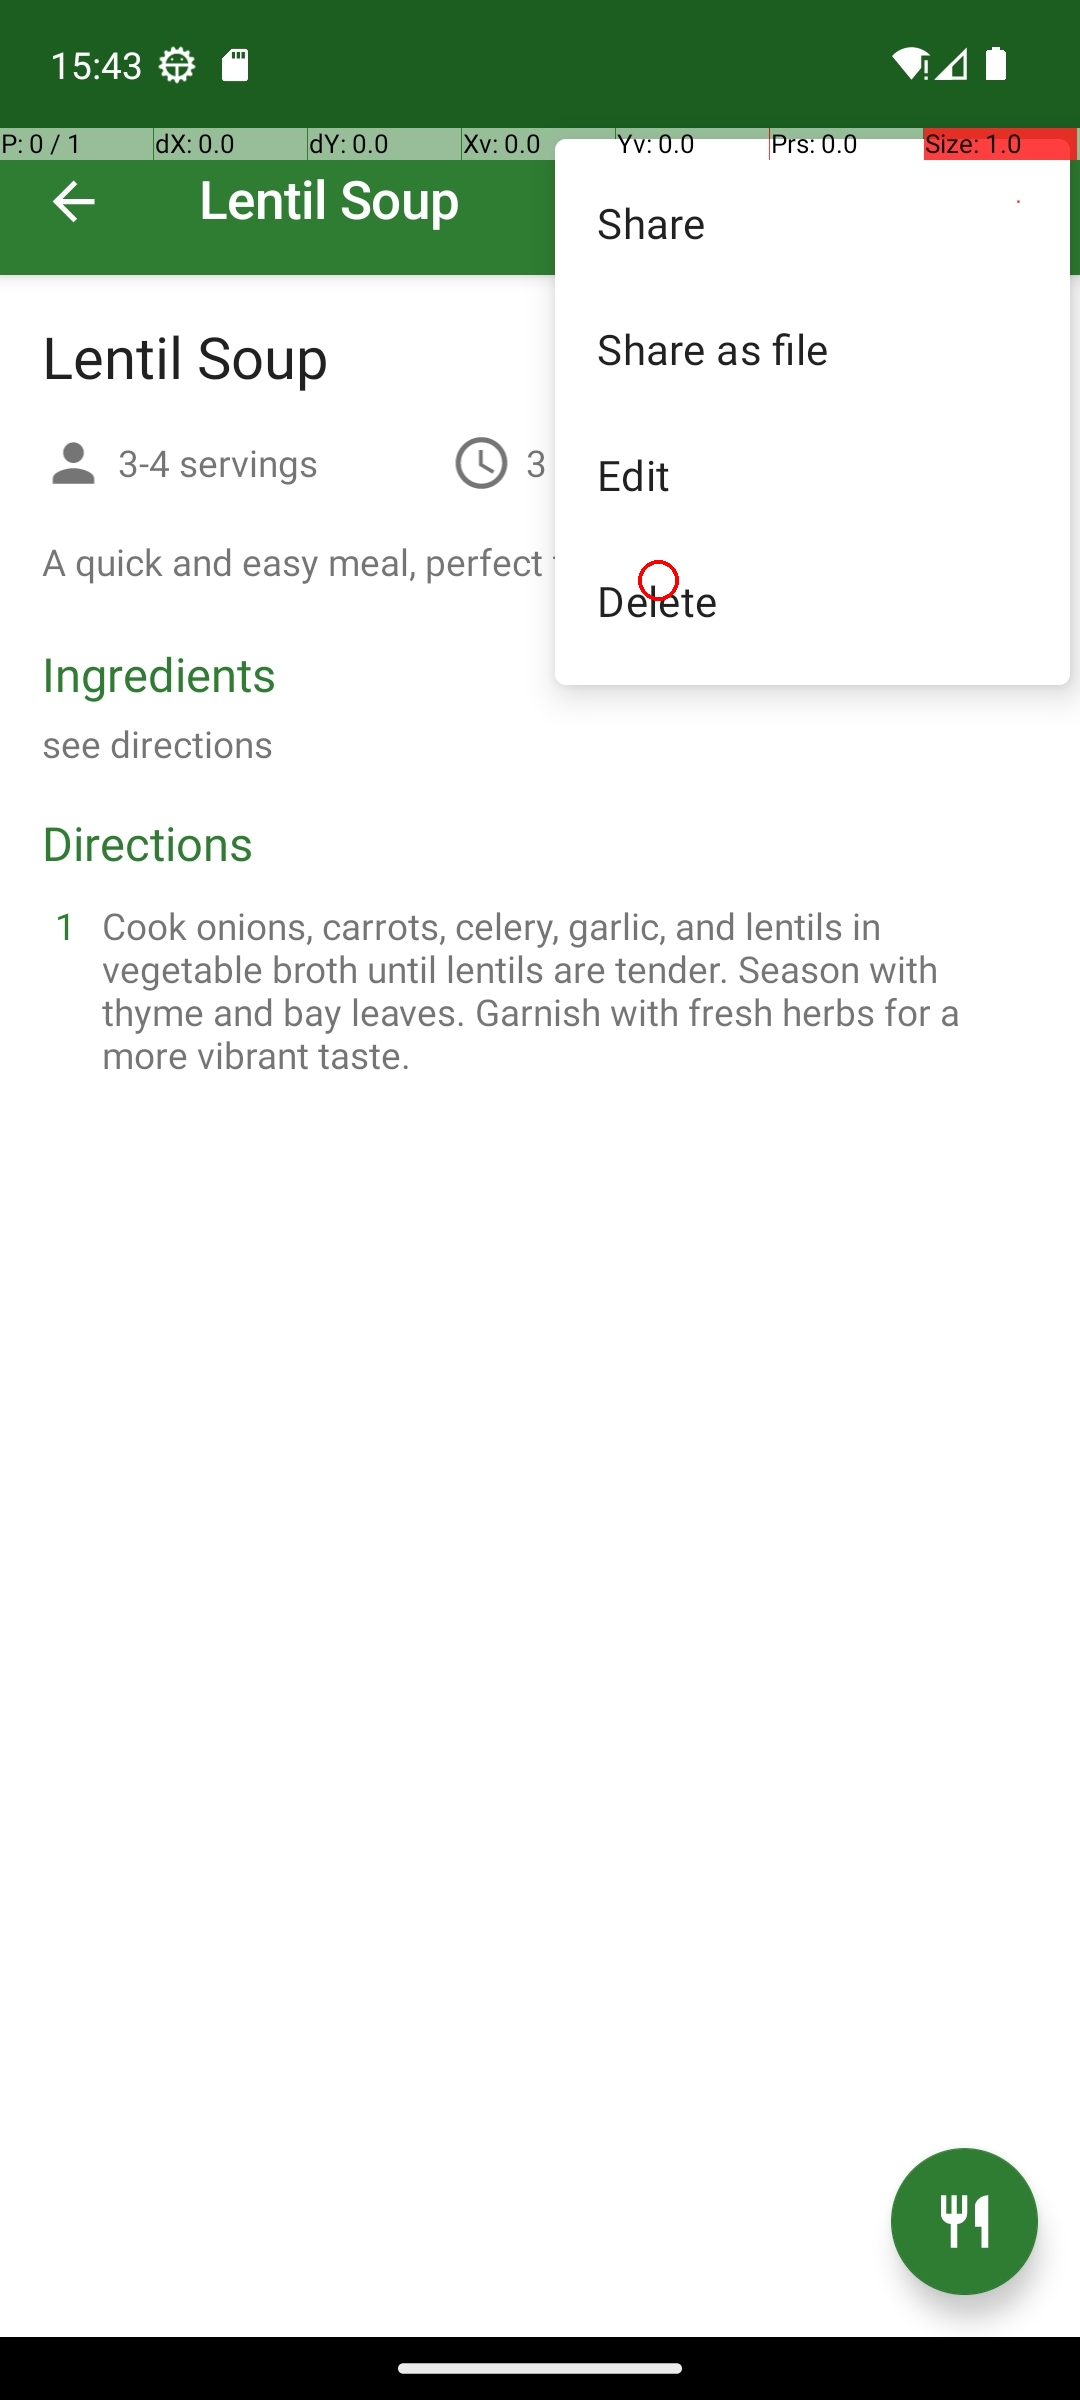 15:43
P: 0 / 1 dX: 0.0 dY: 0.0 Xv: 0.0 Yv: 0.0 Prs: 0.0 Size: 1.0
Lentil Soup
Share
Share as file
Edit
Delete
Lentil Soup
3-4 servings
3
A quick and easy meal, perfect
Ingredients
see directions
Directions
1 Cook onions, carrots, celery, garlic, and lentils in
vegetable broth until lentils are tender. Season with
thyme and bay leaves. Garnish with fresh herbs for a
more vibrant taste.